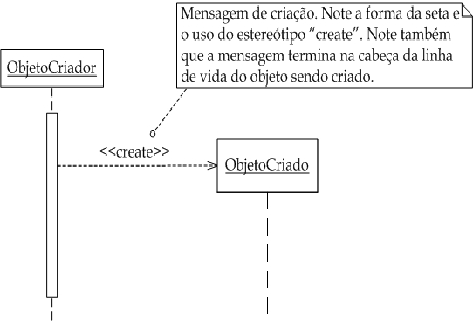 Mensagem de criação. Note a forma da seta e
o uso do estereótipo “create”. Note também
que a mensagem termina na cabeça da linha
de vida do objeto sendo criado.
ObjetoCriador
<<create>>
ObjetoCriado